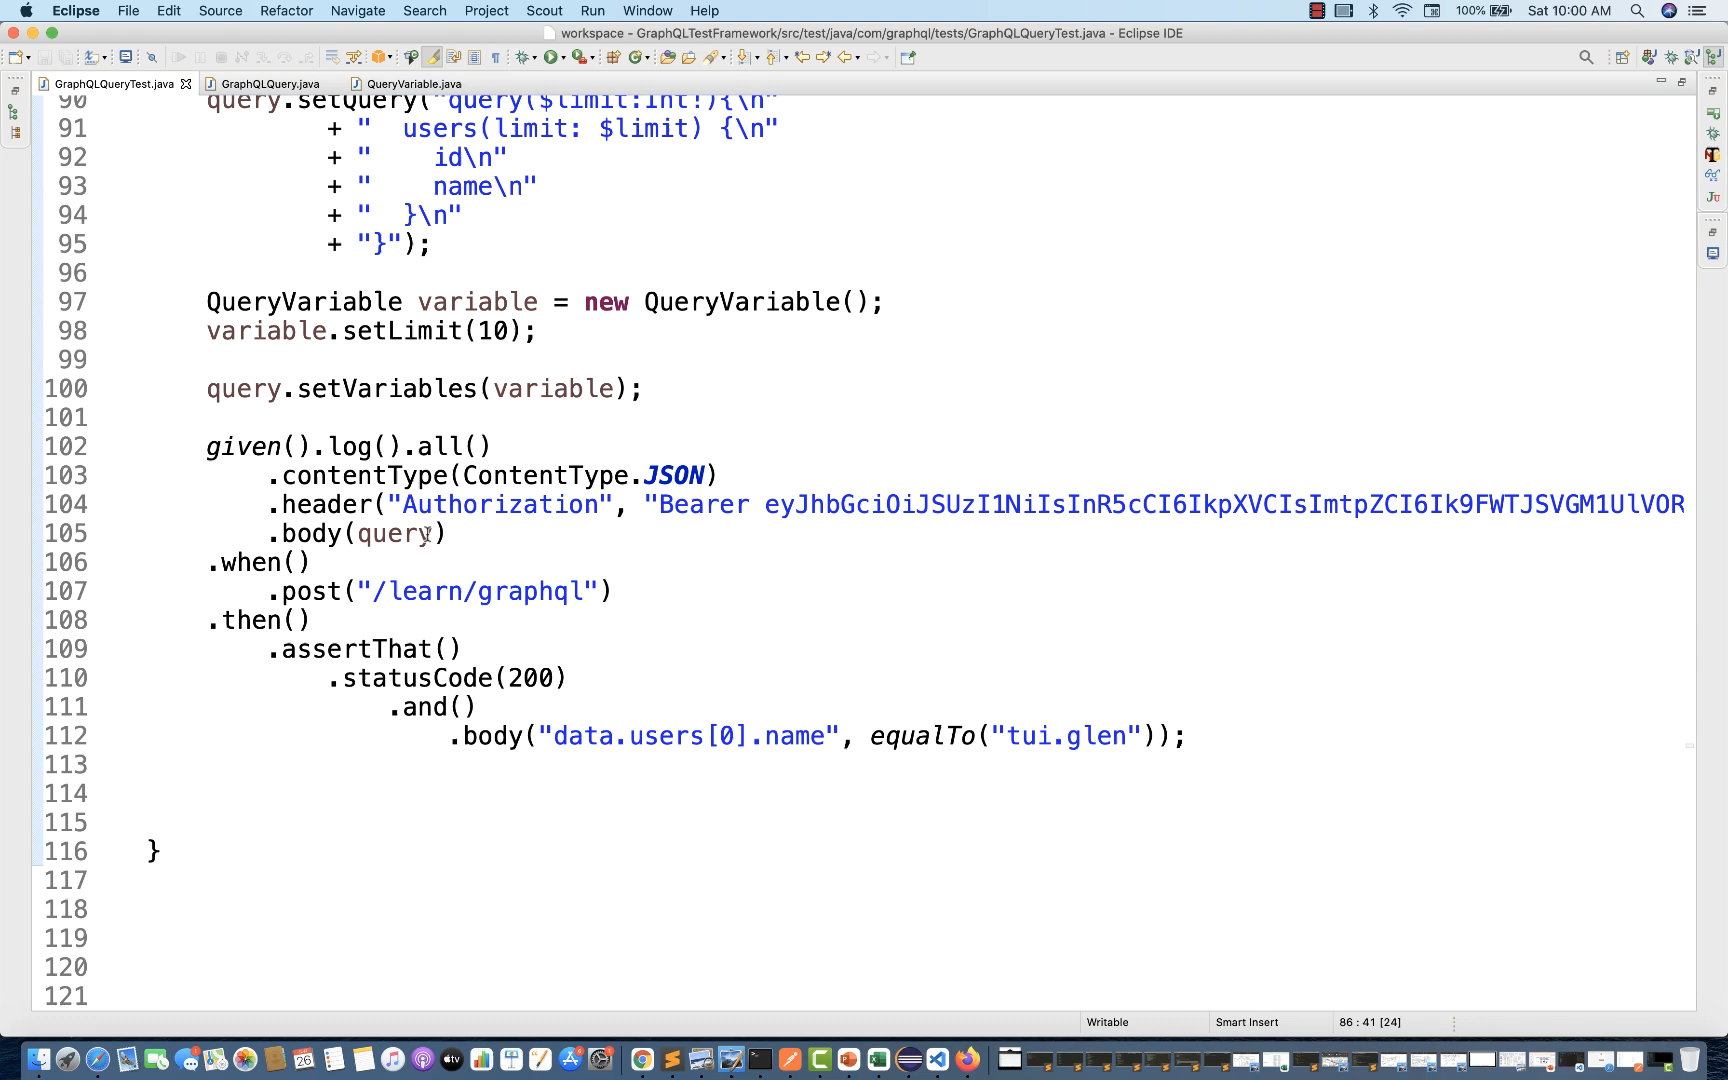 Eclipse File Edit Source Refactor Navigate Search Project Scout Run Window Help 100% Sat 10:00 AM
workspace - GraphQLTestFramework/src/test/java/com/graphql/tests/GraphQLQueryTest.java - Eclipse IDE
GraphQLQueryTest.java GraphQLQuery.java QueryVariable.java
90 query.setQuery("query($limit:Int!){\n"
91 + "  users(limit: $limit) {\n"
92 + "    id\n"
93 + "    name\n"
94 + "  }\n"
95 + "}");
96
97 QueryVariable variable = new QueryVariable();
98 variable.setLimit(10);
99
100 query.setVariables(variable);
101
102 given().log().all()
103 .contentType(ContentType.JSON)
104 .header("Authorization", "Bearer eyJhbGciOiJSUzI1NiIsInR5cCI6IkpXVCIsImtpZCI6Ik9FWTJSVGM1UlVOR
105 .body(query)
106 .when()
107 .post("/learn/graphql")
108 .then()
109 .assertThat()
110 .statusCode(200)
111 .and()
112 .body("data.users[0].name", equalTo("tui.glen"));
113
114
115
116 }
117
118
119
120
121
Writable Smart Insert 86 : 41 [24]